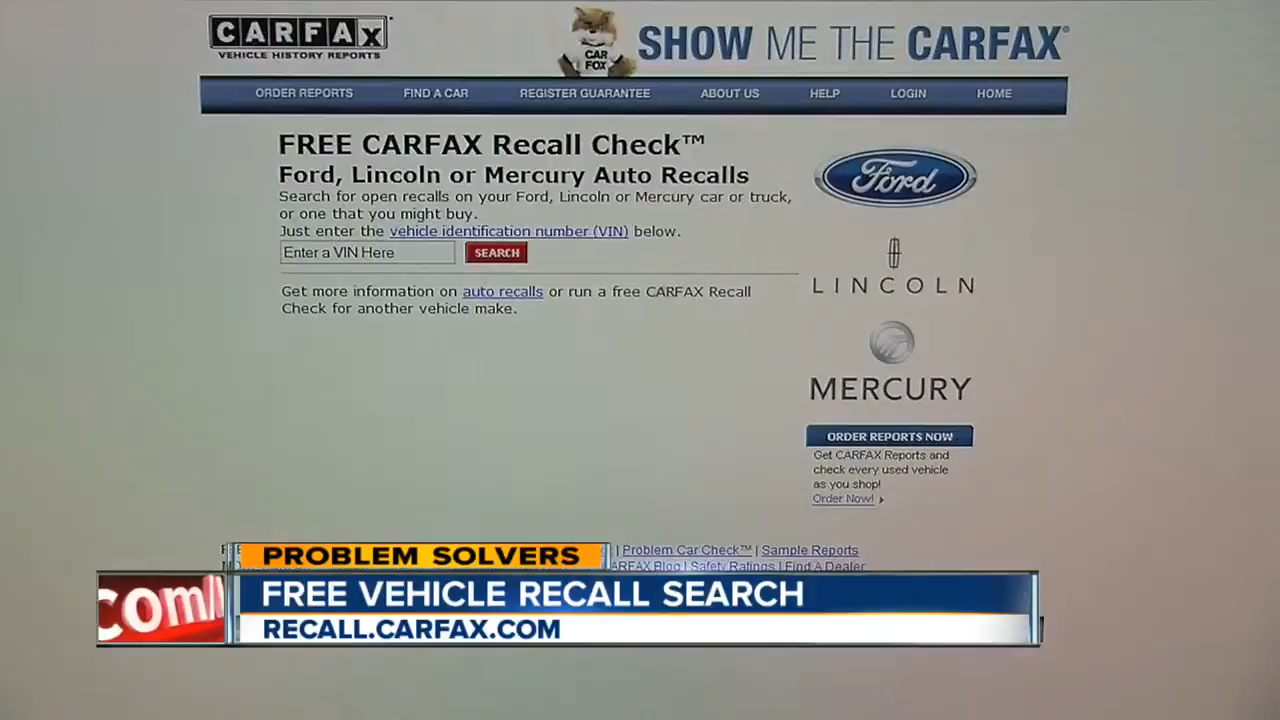 CARFAX
VEHICLE HISTORY REPORTS
CAR
FOX
SHOW ME THE CARFAX®
ORDER REPORTS FIND A CAR REGISTER GUARANTEE ABOUT US HELP LOGIN HOME
FREE CARFAX Recall Check™
Ford, Lincoln or Mercury Auto Recalls
Search for open recalls on your Ford, Lincoln or Mercury car or truck,
or one that you might buy.
Just enter the vehicle identification number (VIN) below.
Enter a VIN Here SEARCH
Get more information on auto recalls or run a free CARFAX Recall
Check for another vehicle make.
Ford
LINCOLN
MERCURY
ORDER REPORTS NOW
Get CARFAX Reports and
check every used vehicle
as you shop!
Order Now!
| Problem Car Check™ | Sample Reports
Blog | Safety Ratings | Find A Dealer
PROBLEM SOLVERS
.com/
FREE VEHICLE RECALL SEARCH
RECALL.CARFAX.COM